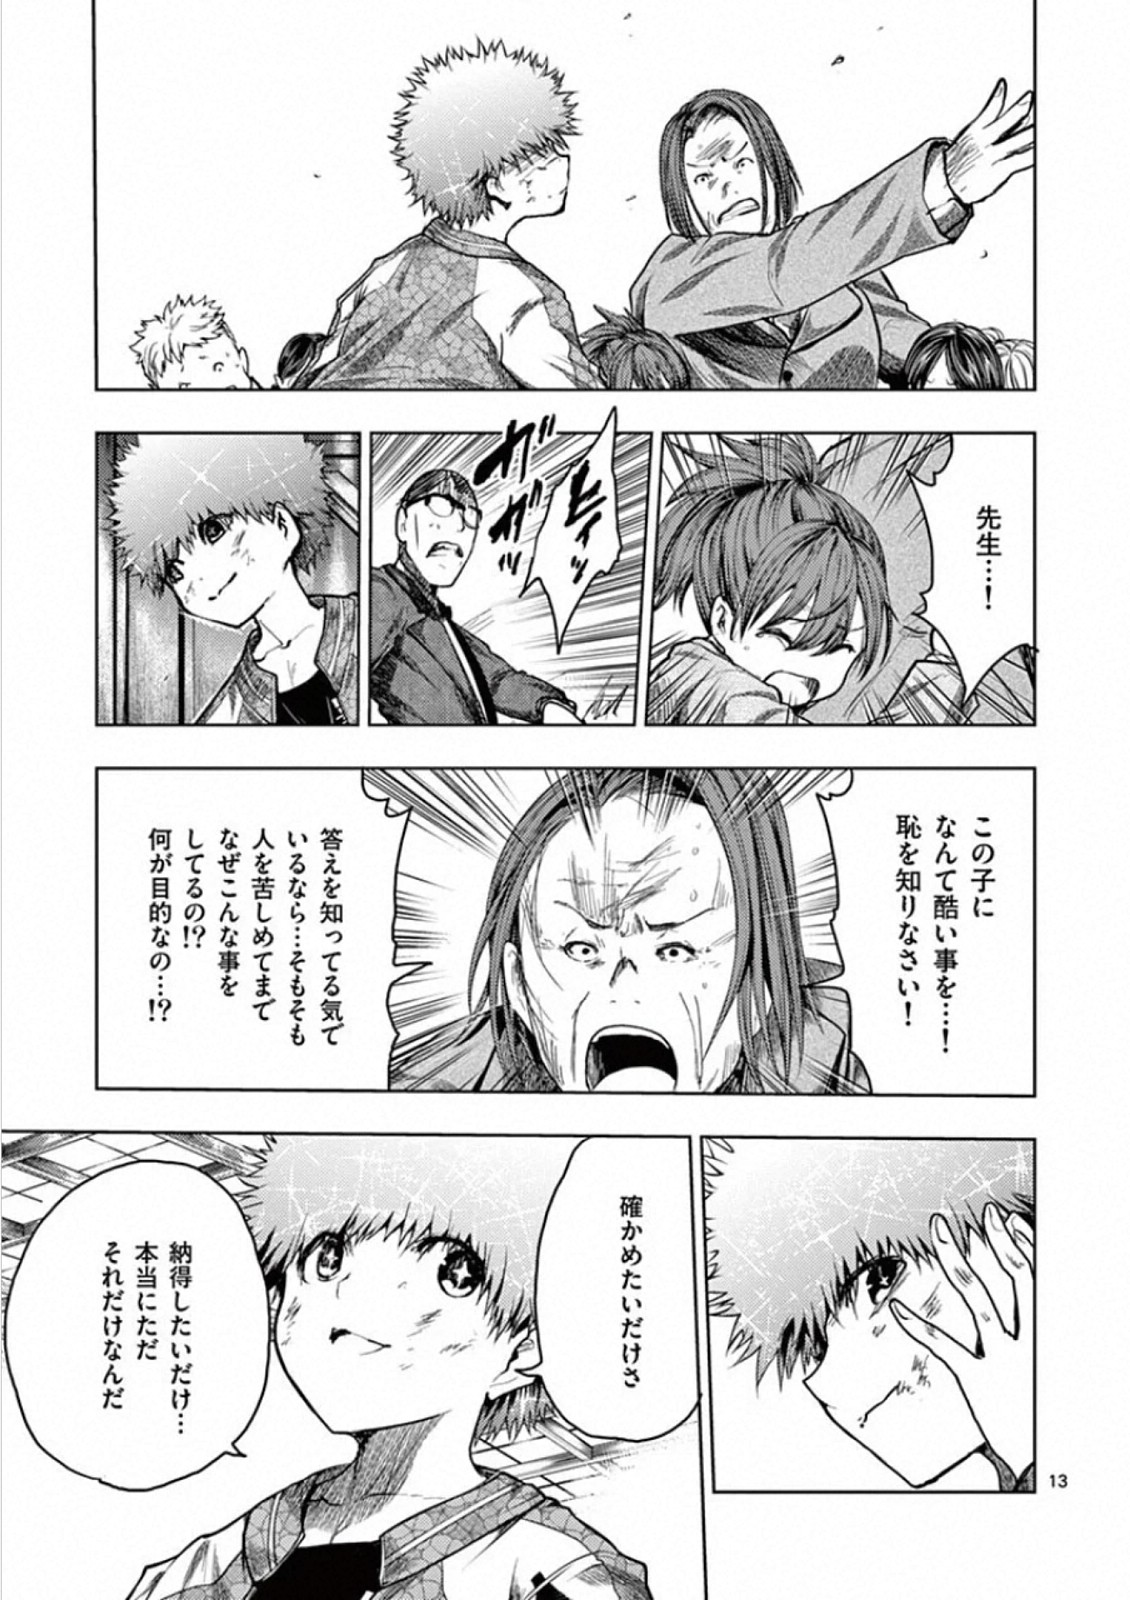 先生…！
ビィッ
ガガッ
この子に
なんて酷い事を…！
恥を知りなさい！
答えを知ってる気で
いるなら…そもそも
人を苦しめてまで
なぜこんな事を
してるの！？
何が目的なの…！？
確かめたいだけさ
納得したいだけ…
本当にただ
それだけなんだ
13